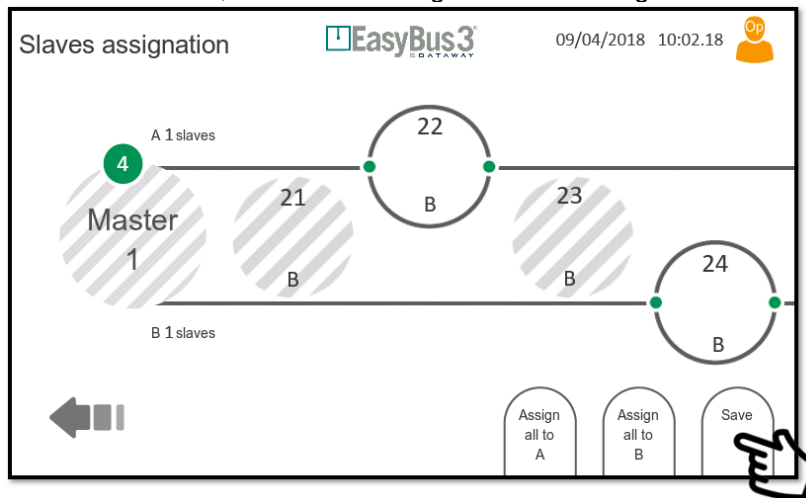 Slaves assignation
EasyBus3
DATAWAY
09/04/2018 10:02.18
Op
A 1 slaves
22
4
21
B
23
Master
1
B
B
24
B 1 slaves
B
Assign
all to
A
Assign
all to
B
Save